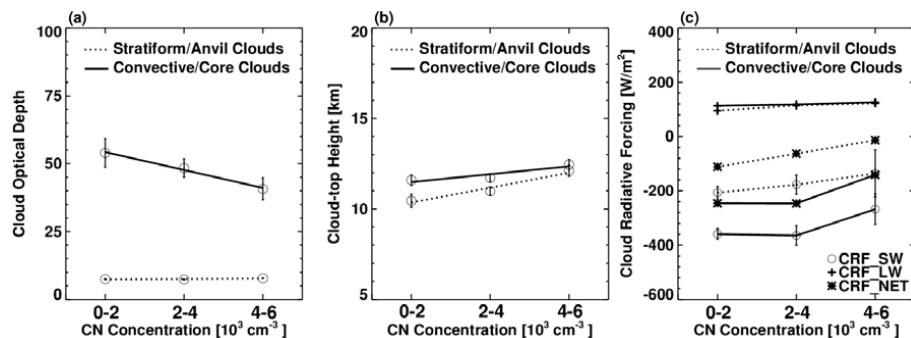 (a)
100
75
50
25
0
Cloud Optical Depth
Stratiform/Anvil Clouds
Convective/Core Clouds
0-2 2-4 4-6
CN Concentration [10³ cm⁻³]
(b)
20
15
10
5
Cloud-top Height [km]
Stratiform/Anvil Clouds
Convective/Core Clouds
0-2 2-4 4-6
CN Concentration [10³ cm⁻³]
(c)
400
200
0
-200
-400
-600
Cloud Radiative Forcing [W/m²]
Stratiform/Anvil Clouds
Convective/Core Clouds
CRF_SW
CRF_LW
CRF_NET
0-2 2-4 4-6
CN Concentration [10³ cm⁻³]